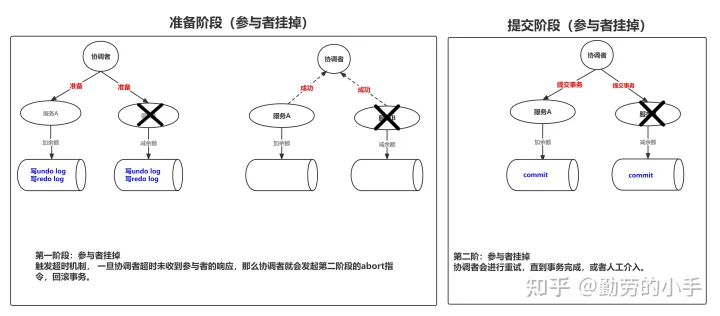 准备阶段（参与者挂掉）
协调者
准备
准备
服务A
加余额
减余额
写undo log
写redo log
写undo log
写redo log
协调者
成功
成功
服务A
B
加余额
减余额
第一阶段：参与者挂掉
触发超时机制，一旦协调者超时未收到参与者的响应，那么协调者就会发起第二阶段的abort指
令，回滚事务。
提交阶段（参与者挂掉）
协调者
提交事务
提交事务
服务A
加余额
减余额
commit
commit
第二阶：参与者挂掉
协调者会进行重试，直到事务完成，或者人工介入。
知乎 @勤劳的小手